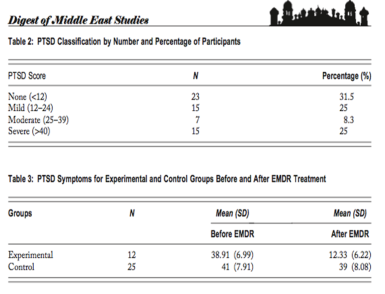 Digest of Middle East Studies
Table 2: PTSD Classification by Number and Percentage of Participants
PTSD Score N Percentage (%)
None (<12) 23 31.5
Mild (12–24) 15 25
Moderate (25–39) 7 8.3
Severe (>40) 15 25
Table 3: PTSD Symptoms for Experimental and Control Groups Before and After EMDR Treatment
Groups N Mean (SD) Mean (SD)
Before EMDR After EMDR
Experimental 12 38.91 (6.99) 12.33 (6.22)
Control 25 41 (7.91) 39 (8.08)